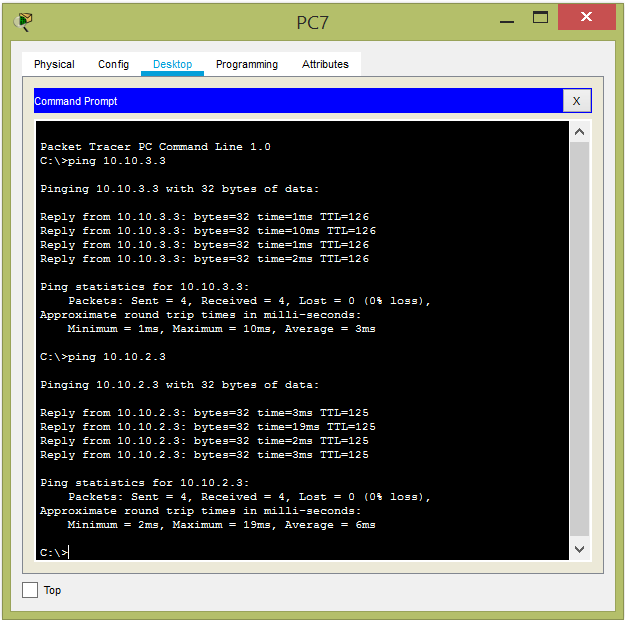 PC7
Physical Config Desktop Programming Attributes
Command Prompt X
Packet Tracer PC Command Line 1.0
C:\>ping 10.10.3.3
Pinging 10.10.3.3 with 32 bytes of data:
Reply from 10.10.3.3: bytes=32 time=1ms TTL=126
Reply from 10.10.3.3: bytes=32 time=10ms TTL=126
Reply from 10.10.3.3: bytes=32 time=1ms TTL=126
Reply from 10.10.3.3: bytes=32 time=2ms TTL=126
Ping statistics for 10.10.3.3:
Packets: Sent = 4, Received = 4, Lost = 0 (0% loss),
Approximate round trip times in milli-seconds:
Minimum = 1ms, Maximum = 10ms, Average = 3ms
C:\>ping 10.10.2.3
Pinging 10.10.2.3 with 32 bytes of data:
Reply from 10.10.2.3: bytes=32 time=3ms TTL=125
Reply from 10.10.2.3: bytes=32 time=19ms TTL=125
Reply from 10.10.2.3: bytes=32 time=2ms TTL=125
Reply from 10.10.2.3: bytes=32 time=3ms TTL=125
Ping statistics for 10.10.2.3:
Packets: Sent = 4, Received = 4, Lost = 0 (0% loss),
Approximate round trip times in milli-seconds:
Minimum = 2ms, Maximum = 19ms, Average = 6ms
C:\>
Top